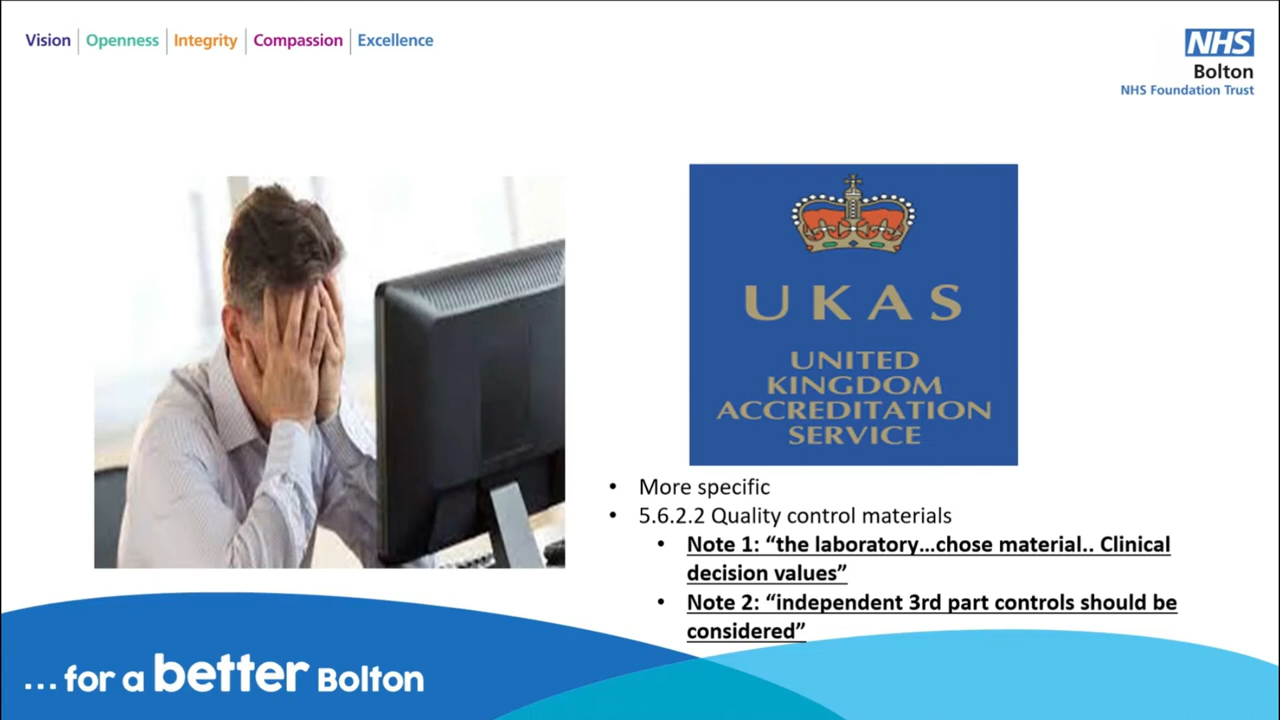 Vision Openness Integrity Compassion Excellence
NHS
Bolton
NHS Foundation Trust
UKAS
UNITED
KINGDOM
ACCREDITATION
SERVICE
• More specific
• 5.6.2.2 Quality control materials
• Note 1: “the laboratory…chose material.. Clinical
decision values”
• Note 2: “independent 3rd part controls should be
considered”
...for a better Bolton